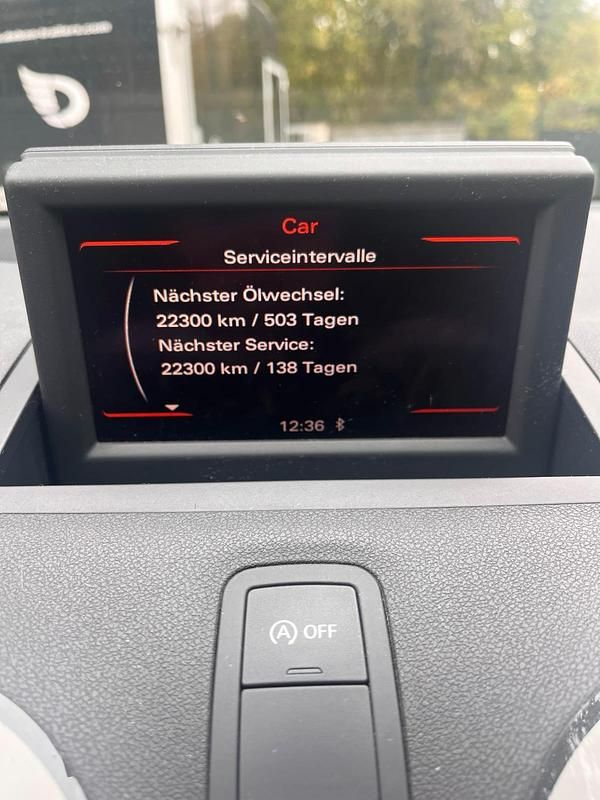 Car
Serviceintervalle
Nächster Ölwechsel:
22300 km / 503 Tagen
Nächster Service:
22300 km / 138 Tagen
12:36
A OFF